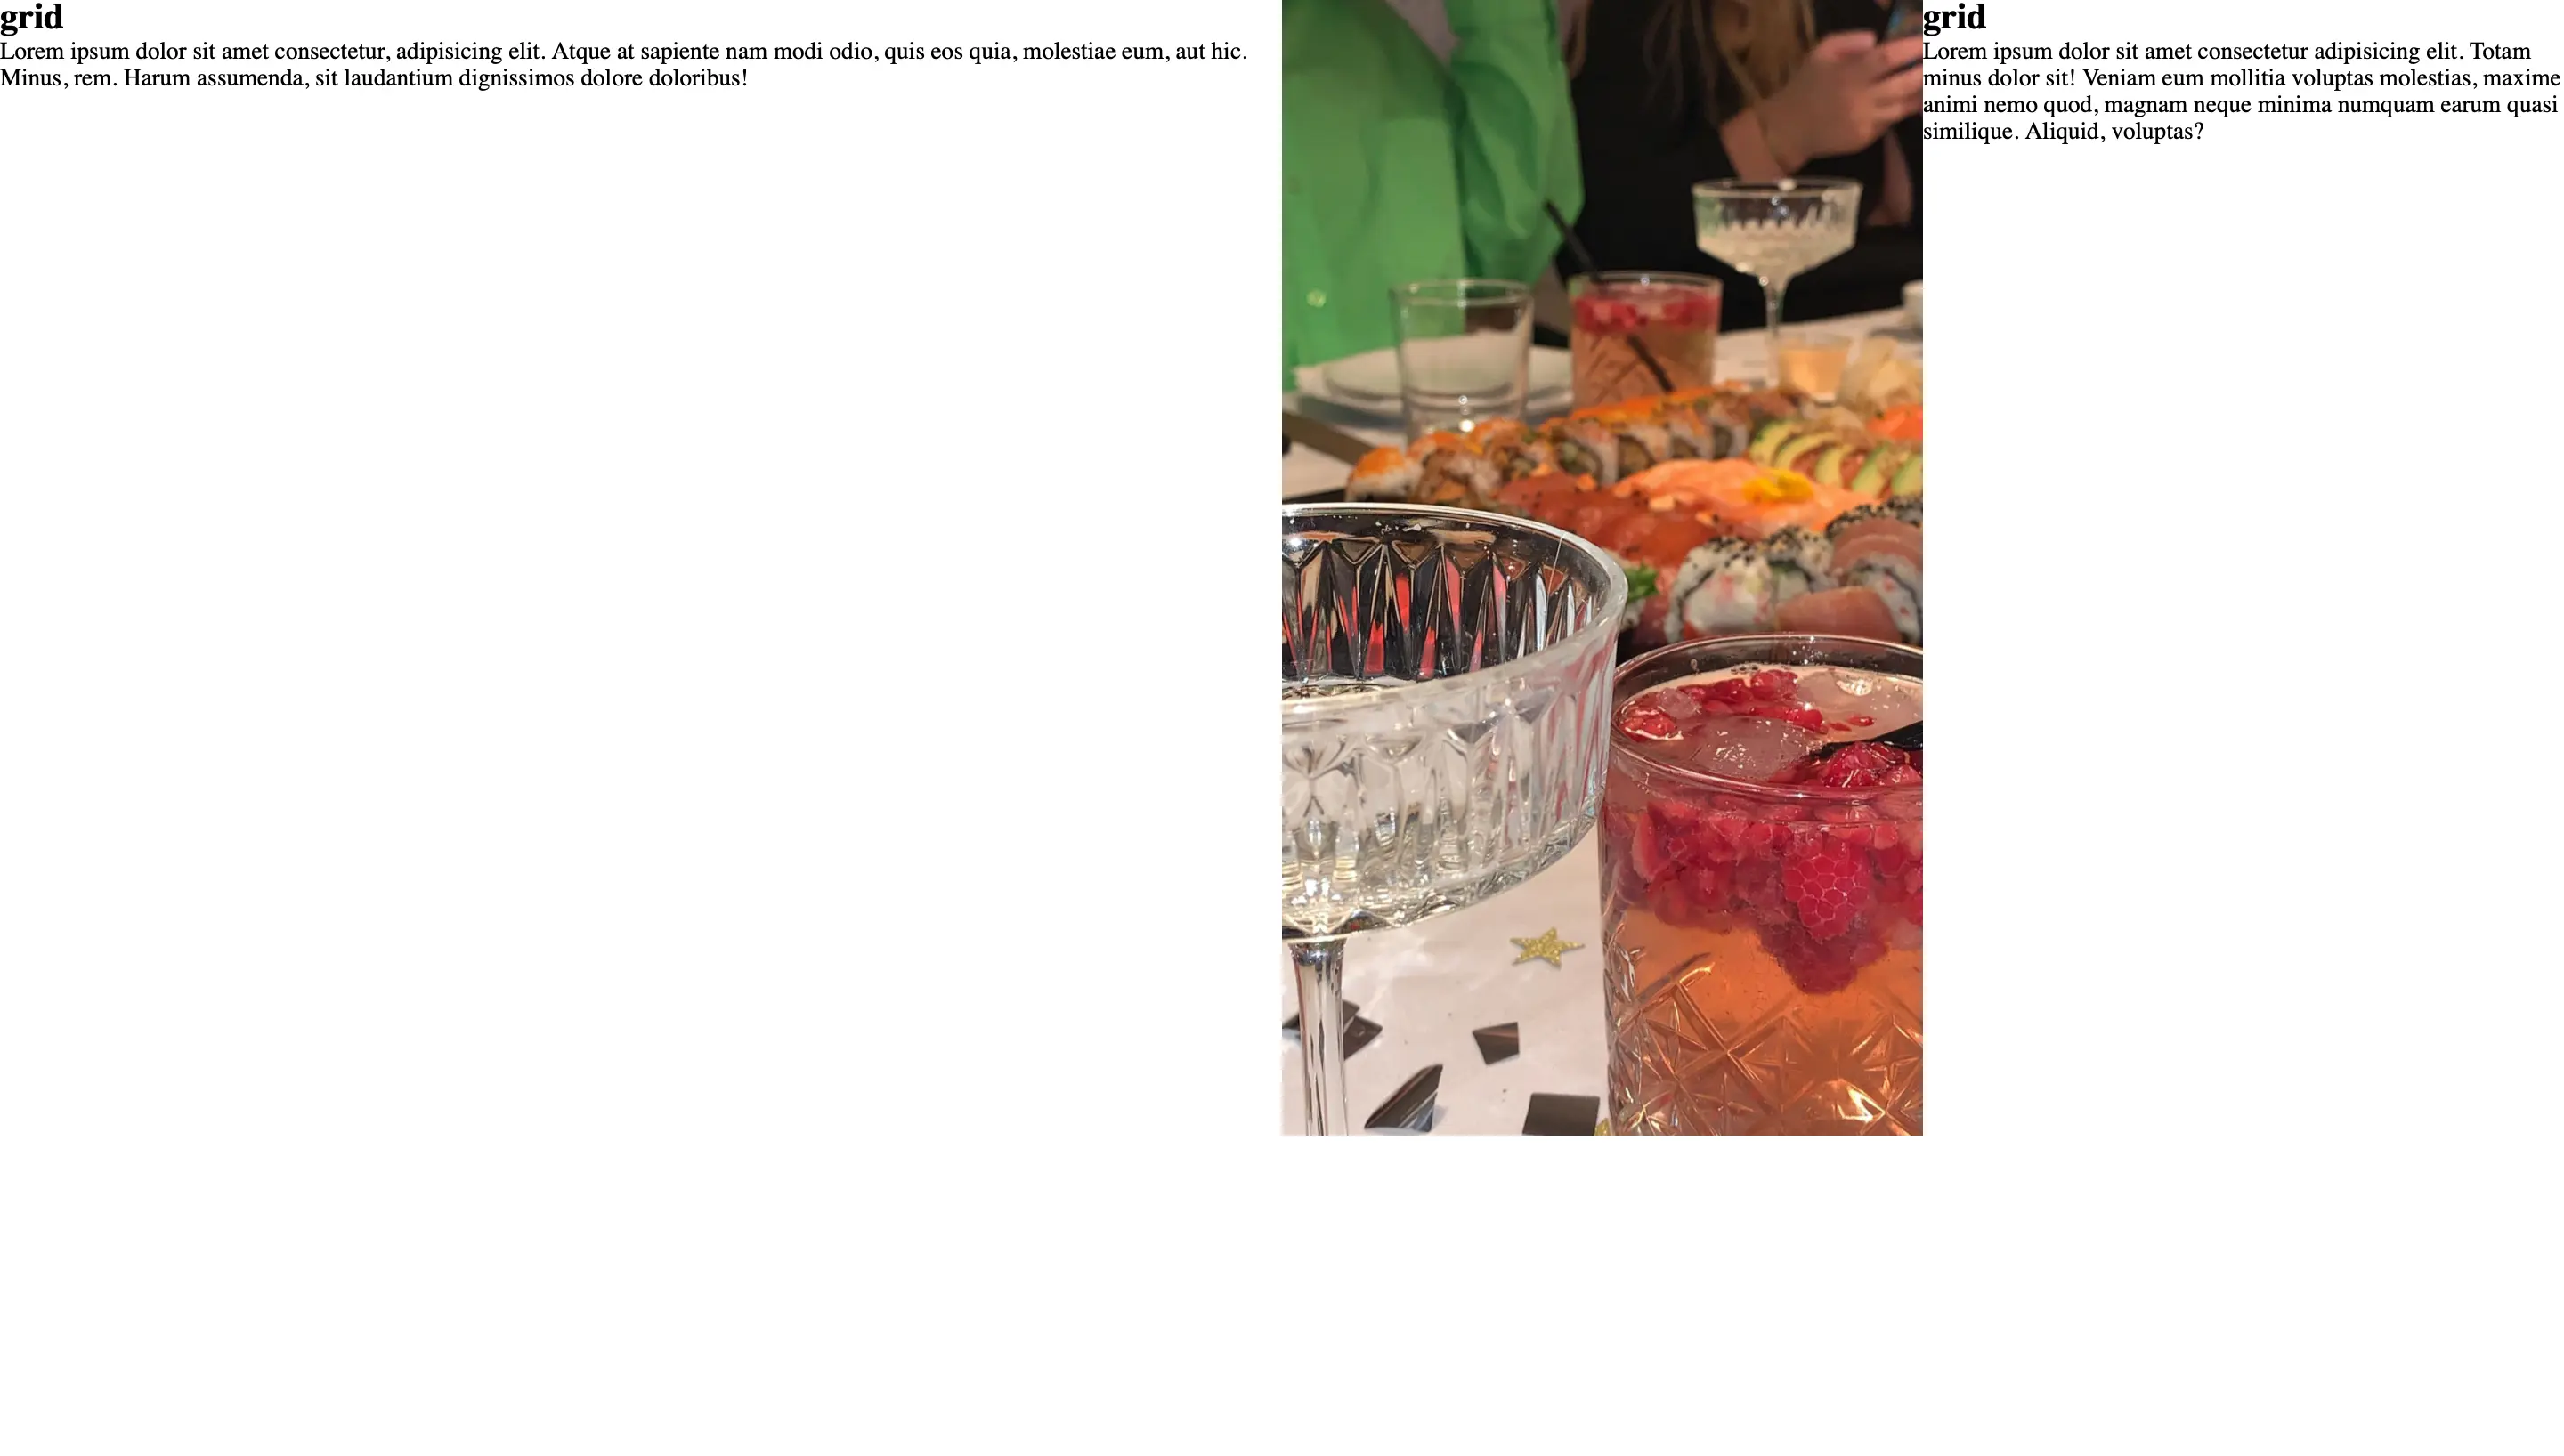 grid
Lorem ipsum dolor sit amet consectetur, adipisicing elit. Atque at sapiente nam modi odio, quis eos quia, molestiae eum, aut hic.
Minus, rem. Harum assumenda, sit laudantium dignissimos dolore doloribus!
grid
Lorem ipsum dolor sit amet consectetur adipisicing elit. Totam
minus dolor sit! Veniam eum mollitia voluptas molestias, maxime
animi nemo quod, magnam neque minima numquam earum quasi
similique. Aliquid, voluptas?